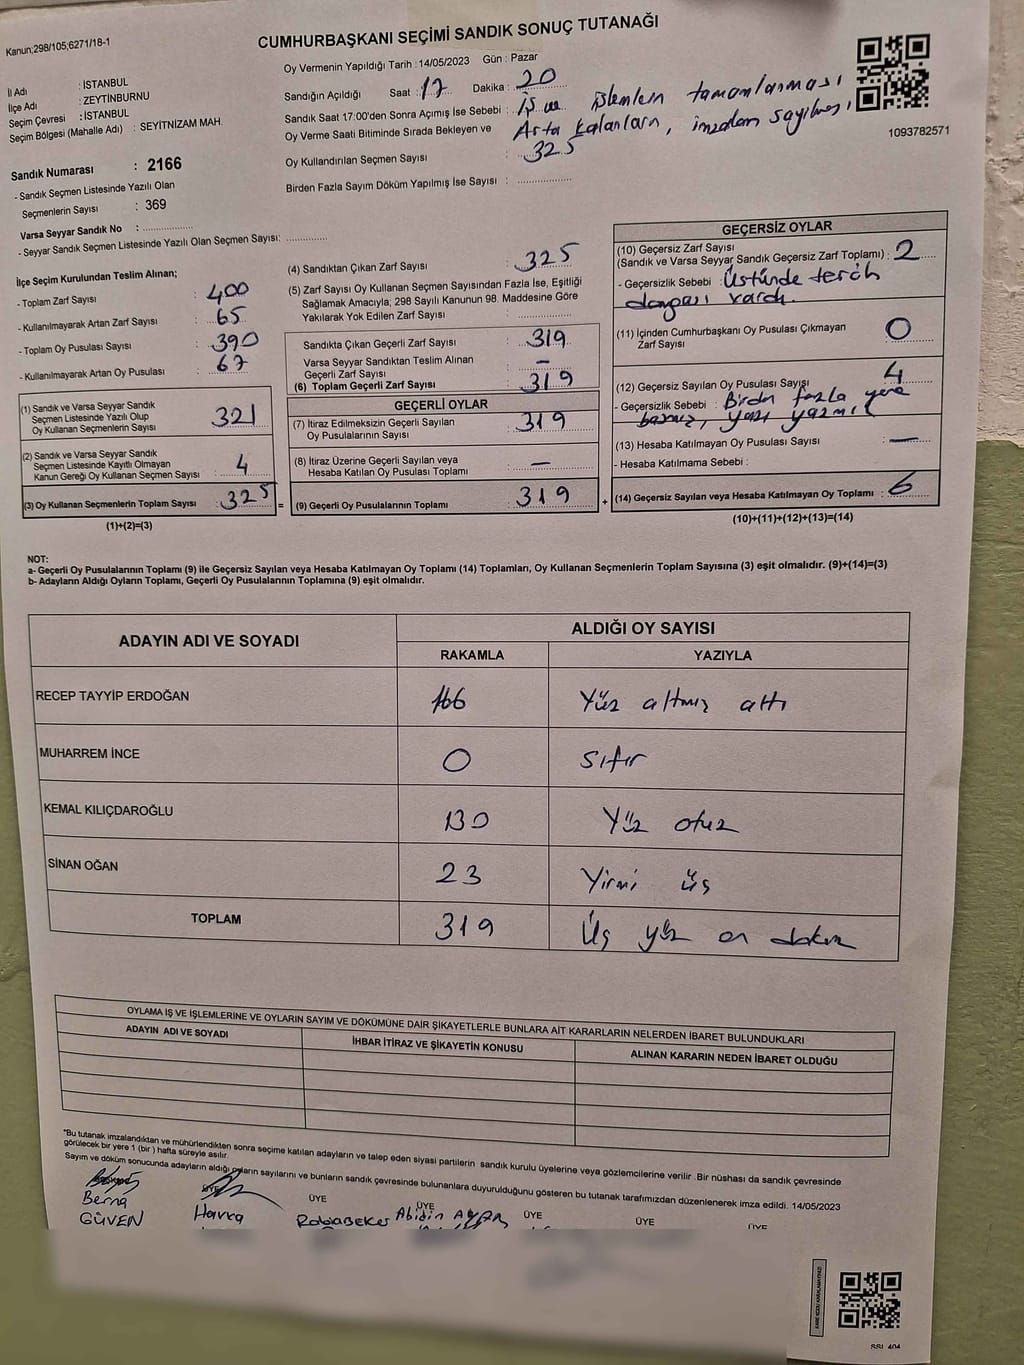 Kanun;298/105;6271/18-1
CUMHURBAŞKANI SEÇİMİ SANDIK SONUÇ TUTANAĞI
Oy Vermenin Yapıldığı Tarih : 14/05/2023 Gün : Pazar
İl Adı : İSTANBUL
İlçe Adı : ZEYTİNBURNU
Seçim Çevresi : İSTANBUL
Seçim Bölgesi (Mahalle Adı) : SEYİTNİZAM MAH.
Sandık Numarası : 2166
- Sandık Seçmen Listesinde Yazılı Olan
Seçmenlerin Sayısı : 369
Varsa Seyyar Sandık No :
- Seyyar Sandık Seçmen Listesinde Yazılı Olan Seçmen Sayısı:
Sandığın Açıldığı Saat : 17 Dakika : 20
Sandık Saat 17:00'den Sonra Açımış İse Sebebi : İş ve işlemlerin tamamlanması
Oy Verme Saati Bitiminde Sırada Bekleyen ve Arta kalanların, imzaların sayılması
Oy Kullandırılan Seçmen Sayısı : 325
Birden Fazla Sayım Döküm Yapılmış İse Sayısı :
1093782571
İlçe Seçim Kurulundan Teslim Alınan;
- Toplam Zarf Sayısı : 400
- Kullanılmayarak Artan Zarf Sayısı : 65
- Toplam Oy Pusulası Sayısı : 390
- Kullanılmayarak Artan Oy Pusulası : 67
(1) Sandık ve Varsa Seyyar Sandık
Seçmen Listesinde Yazılı Olup
Oy Kullanan Seçmenlerin Sayısı : 321
(2) Sandık ve Varsa Seyyar Sandık
Seçmen Listesinde Kayıtlı Olmayan
Kanun Gereği Oy Kullanan Seçmen Sayısı : 4
(3) Oy Kullanan Seçmenlerin Toplam Sayısı : 325 =
(1)+(2)=(3)
(4) Sandıktan Çıkan Zarf Sayısı : 325
(5) Zarf Sayısı Oy Kullanan Seçmen Sayısından Fazla İse, Eşitliği
Sağlamak Amacıyla; 298 Sayılı Kanunun 98. Maddesine Göre
Yakılarak Yok Edilen Zarf Sayısı :
Sandıkta Çıkan Geçerli Zarf Sayısı : 319
Varsa Seyyar Sandıktan Teslim Alınan
Geçerli Zarf Sayısı : —
(6) Toplam Geçerli Zarf Sayısı : 319
GEÇERLİ OYLAR
(7) İtiraz Edilmeksizin Geçerli Sayılan
Oy Pusulalarının Sayısı : 319
(8) İtiraz Üzerine Geçerli Sayılan veya
Hesaba Katılan Oy Pusulası Toplamı : —
(9) Geçerli Oy Pusulalarının Toplamı : 319 +
GEÇERSİZ OYLAR
(10) Geçersiz Zarf Sayısı
(Sandık ve Varsa Seyyar Sandık Geçersiz Zarf Toplamı) : 2
- Geçersizlik Sebebi : Üstünde tercih
damgası vardı.
(11) İçinden Cumhurbaşkanı Oy Pusulası Çıkmayan
Zarf Sayısı : 0
(12) Geçersiz Sayılan Oy Pusulası Sayısı : 4
- Geçersizlik Sebebi : Birden fazla yere
basmış, yazı yazmış
(13) Hesaba Katılmayan Oy Pusulası Sayısı : —
- Hesaba Katılmama Sebebi :
(14) Geçersiz Sayılan veya Hesaba Katılmayan Oy Toplamı : 6
(10)+(11)+(12)+(13)=(14)
NOT:
a- Geçerli Oy Pusulalarının Toplamı (9) ile Geçersiz Sayılan veya Hesaba Katılmayan Oy Toplamı (14) Toplamları, Oy Kullanan Seçmenlerin Toplam Sayısına (3) eşit olmalıdır. (9)+(14)=(3)
b- Adayların Aldığı Oyların Toplamı, Geçerli Oy Pusulalarının Toplamına (9) eşit olmalıdır.
ADAYIN ADI VE SOYADI ALDIĞI OY SAYISI
RAKAMLA YAZIYLA
RECEP TAYYİP ERDOĞAN 166 Yüz altmış altı
MUHARREM İNCE 0 Sıfır
KEMAL KILIÇDAROĞLU 130 Yüz otuz
SİNAN OĞAN 23 Yirmi üç
TOPLAM 319 Üç yüz on dokuz
OYLAMA İŞ VE İŞLEMLERİNE VE OYLARIN SAYIM VE DÖKÜMÜNE DAİR ŞİKAYETLERLE BUNLARA AİT KARARLARIN NELERDEN İBARET BULUNDUKLARI
ADAYIN ADI VE SOYADI İHBAR İTİRAZ VE ŞİKAYETİN KONUSU ALINAN KARARIN NEDEN İBARET OLDUĞU
*Bu tutanak imzalandıktan ve mühürlendikten sonra seçime katılan adayların ve talep eden siyasi partilerin sandık kurulu üyelerine veya gözlemcilerine verilir. Bir nüshası da sandık çevresinde
görülecek bir yere 1 (bir) hafta süreyle asılır.
Sayım ve döküm sonucunda adayların aldığı oyların sayılarını ve bunların sandık çevresinde bulunanlara duyurulduğunu gösteren bu tutanak tarafımızdan düzenlenerek imza edildi. 14/05/2023
ÜYE ÜYE ÜYE ÜYE ÜYE ÜYE
Berna
GÜVEN
Havva
Abidin